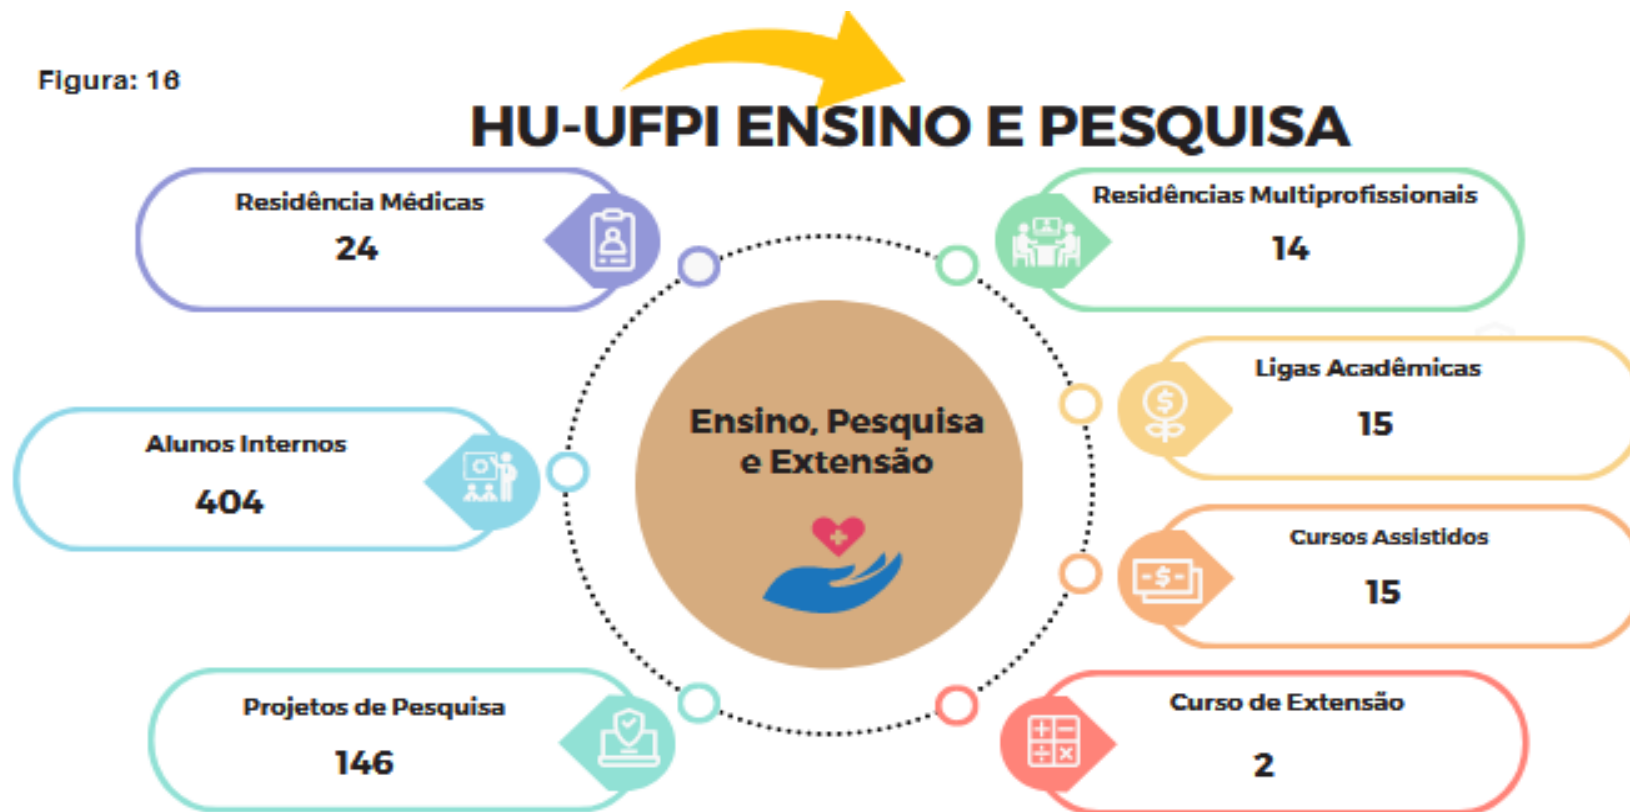 Figura: 16
HU-UFPI ENSINO E PESQUISA
Residência Médicas
24
Residências Multiprofissionais
14
Ligas Acadêmicas
15
Alunos Internos
404
Ensino, Pesquisa
e Extensão
Cursos Assistidos
15
Projetos de Pesquisa
146
Curso de Extensão
2